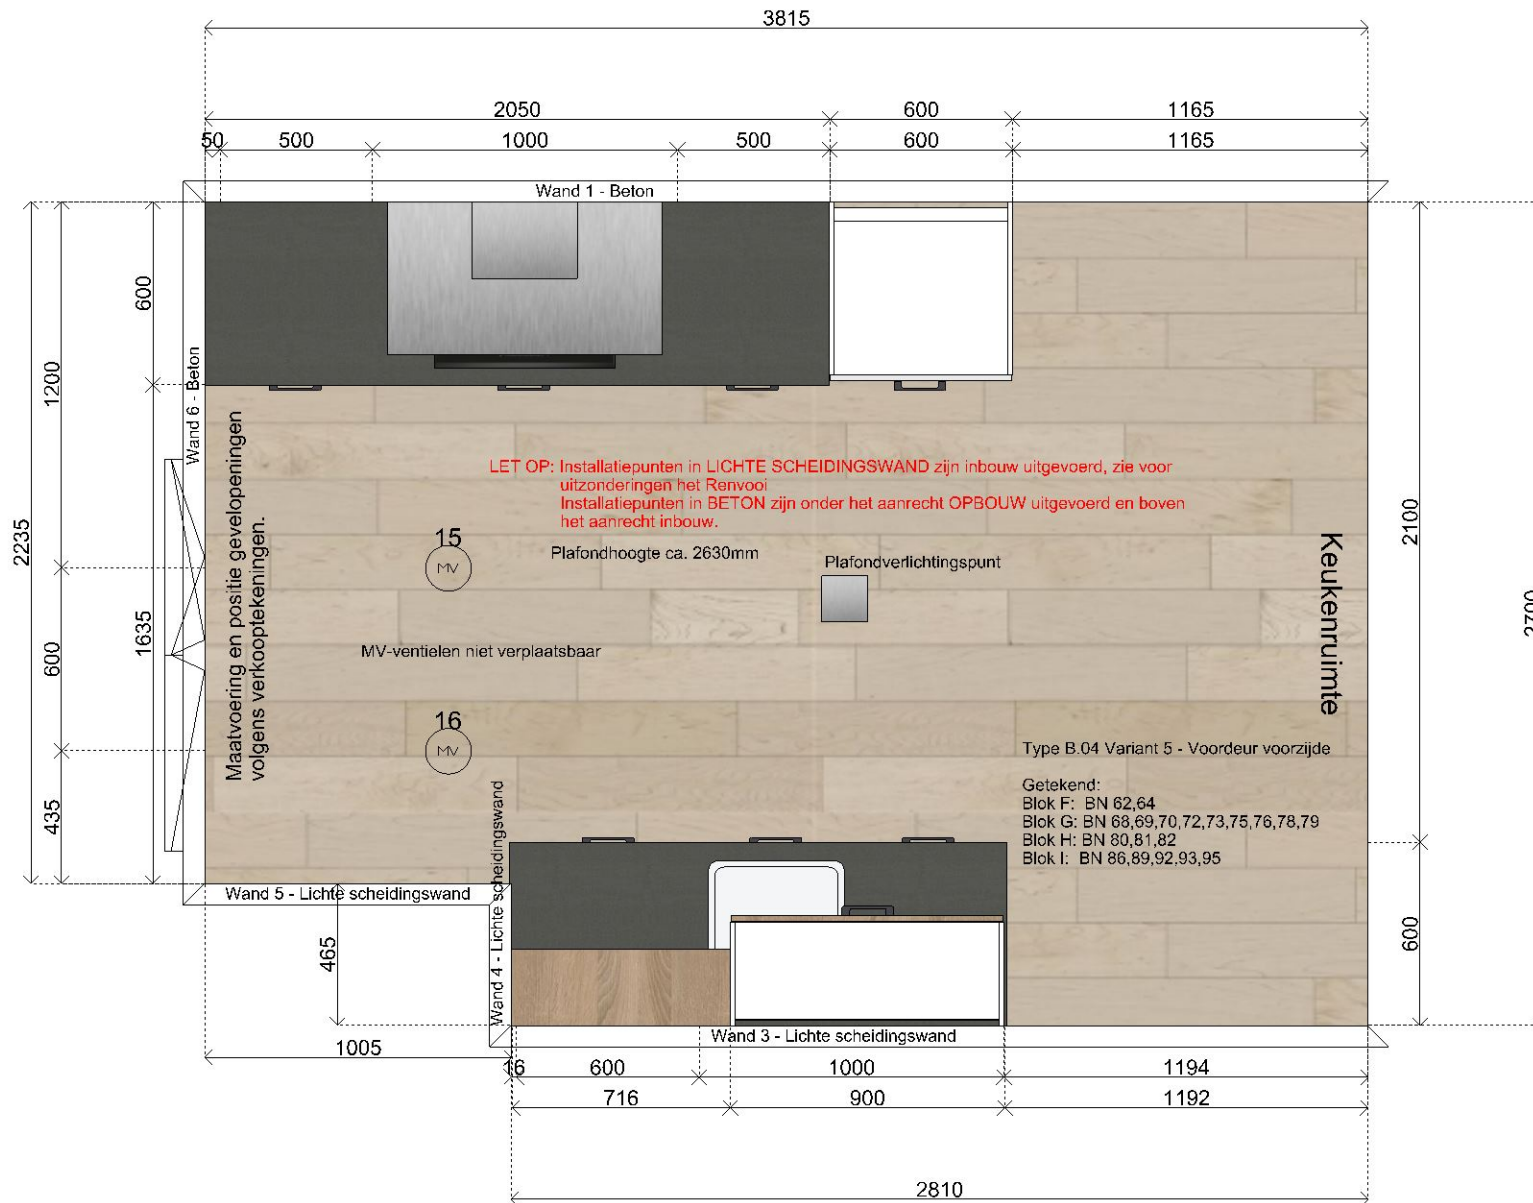 3815
2050 600 1165
50 500 1000 500 600 1165
Wand 1 - Beton
600
1200
Wand 6 - Beton
2235
1635
600
435
Maatvoering en positie gevelopeningen
volgens verkooptekeningen.
LET OP: Installatiepunten in LICHTE SCHEIDINGSWAND zijn inbouw uitgevoerd, zie voor
uitzonderingen het Renvooi
Installatiepunten in BETON zijn onder het aanrecht OPBOUW uitgevoerd en boven
het aanrecht inbouw.
15
MV
Plafondhoogte ca. 2630mm
Plafondverlichtingspunt
MV-ventielen niet verplaatsbaar
16
MV
Keukenruimte
2100
2700
600
Type B.04 Variant 5 - Voordeur voorzijde
Getekend:
Blok F: BN 62,64
Blok G: BN 68,69,70,72,73,75,76,78,79
Blok H: BN 80,81,82
Blok I: BN 86,89,92,93,95
Wand 5 - Lichte scheidingswand
Wand 4 - Lichte scheidingswand
465
Wand 3 - Lichte scheidingswand
1005
16 600 1000 1194
716 900 1192
2810